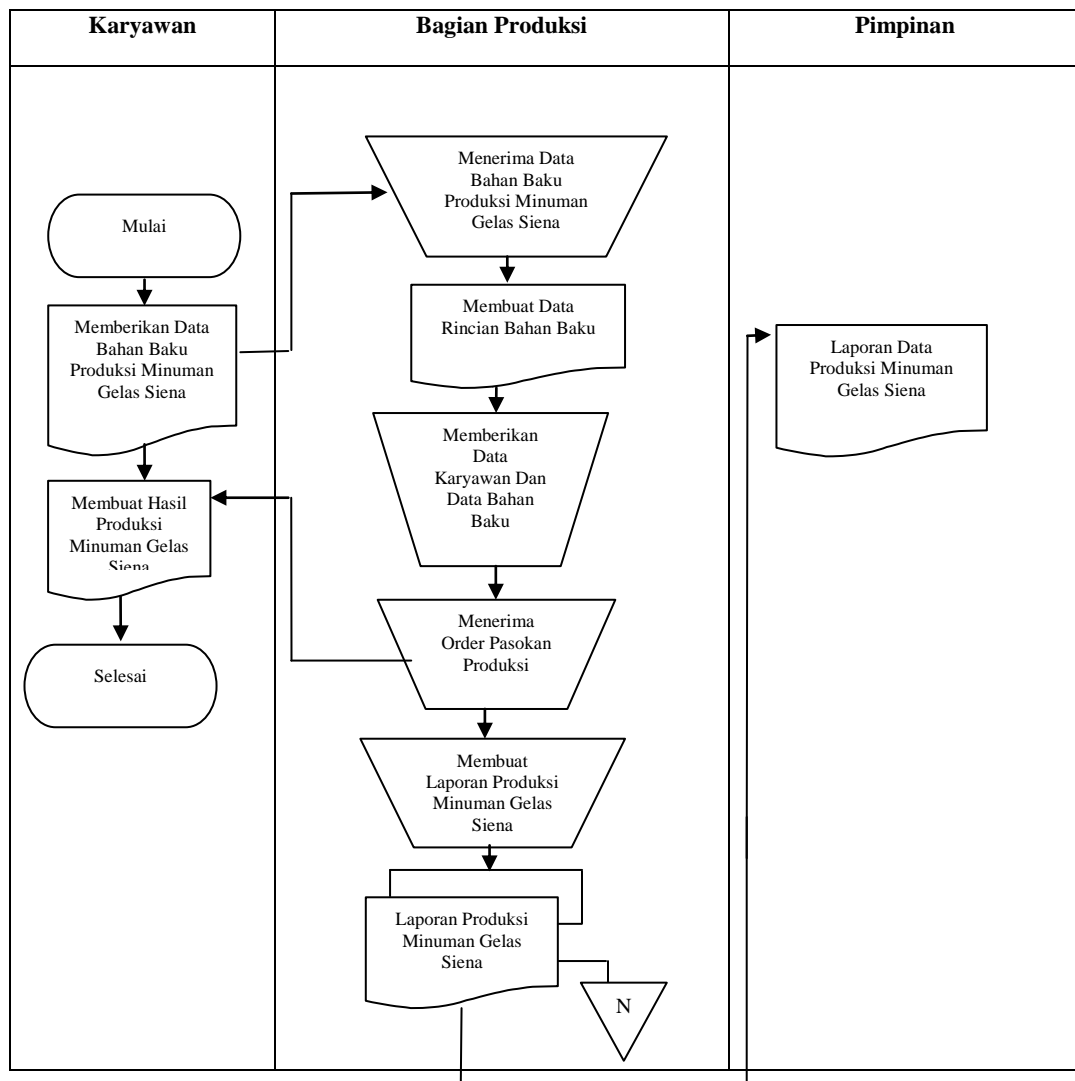 Karyawan
Bagian Produksi
Pimpinan
Mulai
Memberikan Data
Bahan Baku
Produksi Minuman
Gelas Siena
Membuat Hasil
Produksi
Minuman Gelas
Siena
Selesai
Menerima Data
Bahan Baku
Produksi Minuman
Gelas Siena
Membuat Data
Rincian Bahan Baku
Memberikan
Data
Karyawan Dan
Data Bahan
Baku
Menerima
Order Pasokan
Produksi
Membuat
Laporan Produksi
Minuman Gelas
Siena
Laporan Produksi
Minuman Gelas
Siena
N
Laporan Data
Produksi Minuman
Gelas Siena